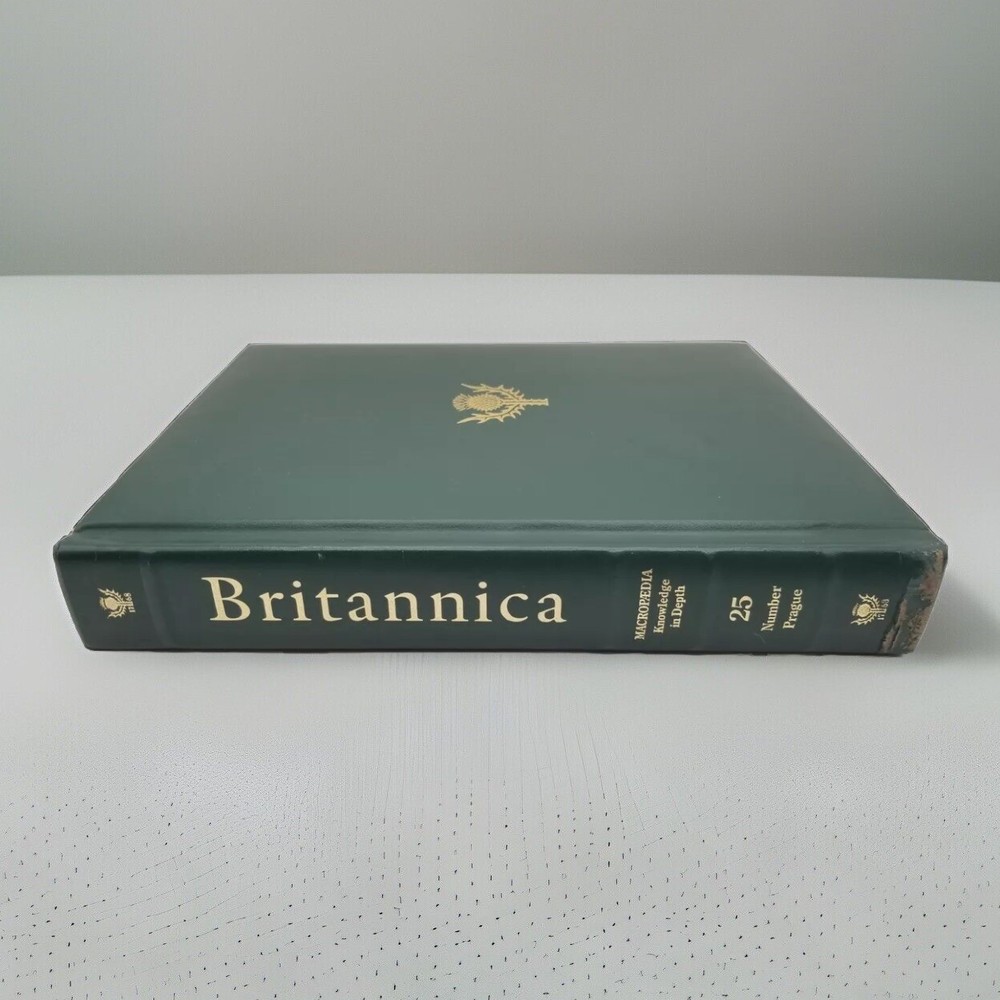 Britannica
MACROPÆDIA
Knowledge
in Depth
25
Number
Prague